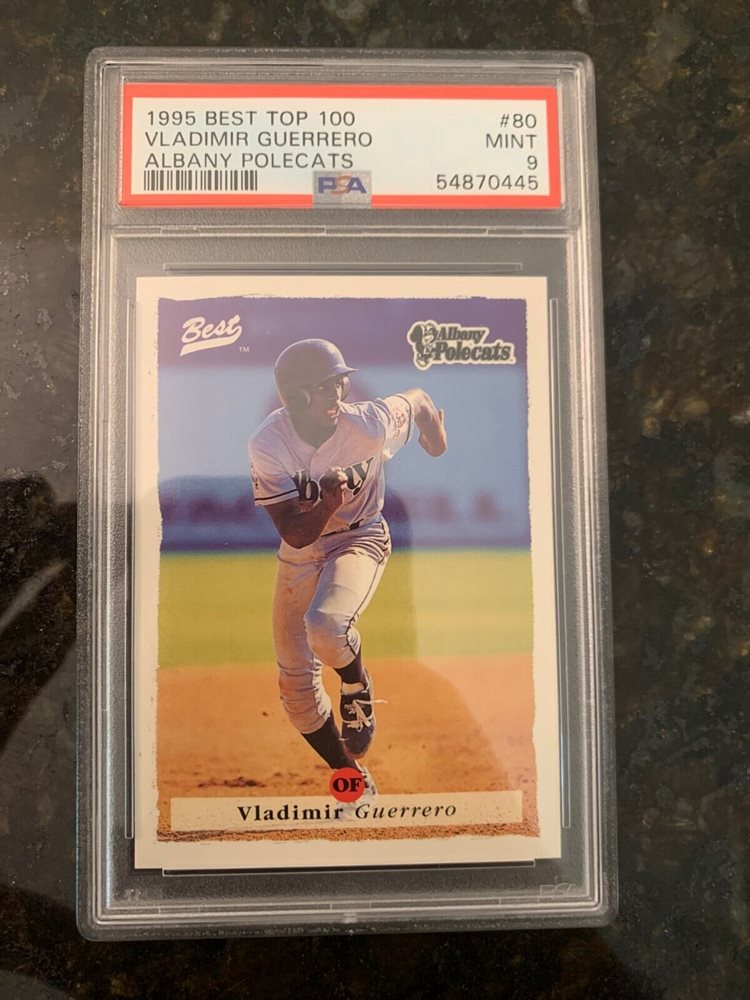 1995 BEST TOP 100 #80
VLADIMIR GUERRERO MINT
ALBANY POLECATS 9
PSA 54870445
Best TM
Albany
Polecats
OF
Vladimir Guerrero